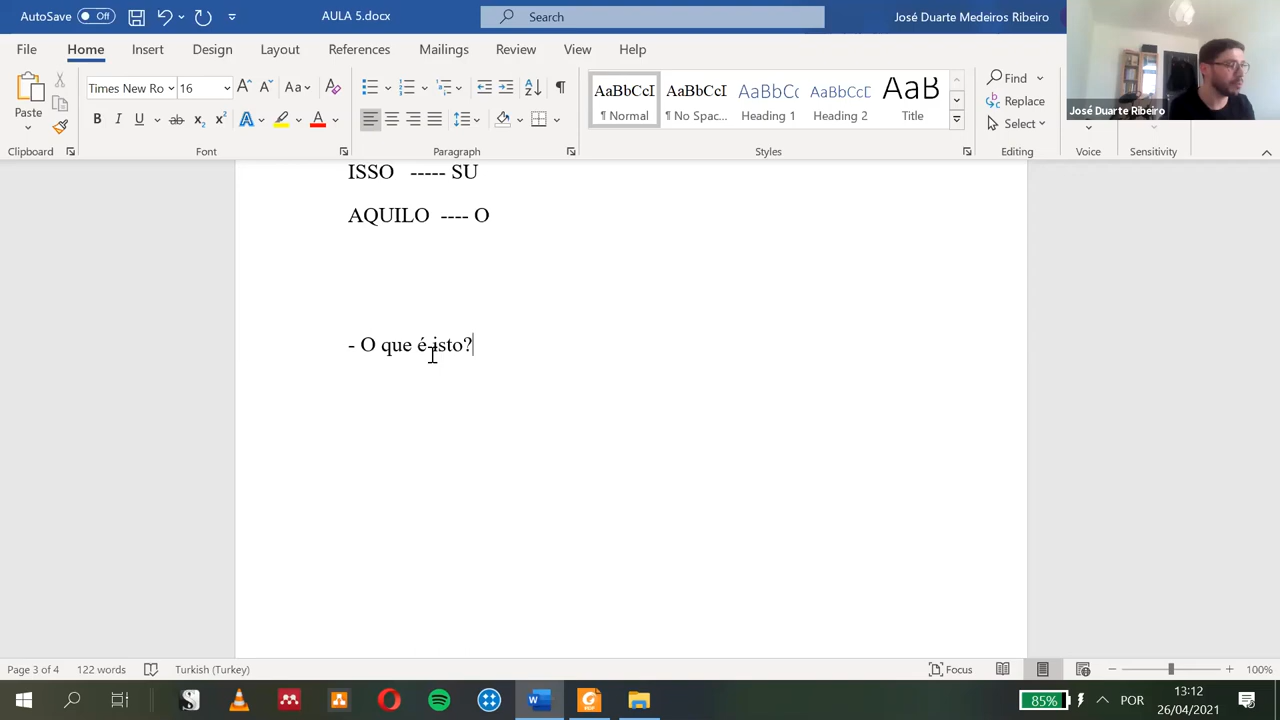 AutoSave Off AULA 5.docx Search José Duarte Medeiros Ribeiro
File Home Insert Design Layout References Mailings Review View Help
Paste
Clipboard
Times New Ro 16
Font
Paragraph
AaBbCcI AaBbCcI AaBbCc AaBbCcI AaB
¶ Normal ¶ No Spac... Heading 1 Heading 2 Title
Styles
Find
Replace
Select
Editing
Voice
Sensitivity
José Duarte Ribeiro
ISSO ----- SU
AQUILO ---- O
- O que é isto?
Page 3 of 4 122 words Turkish (Turkey) Focus 100%
85% POR 13:12
26/04/2021